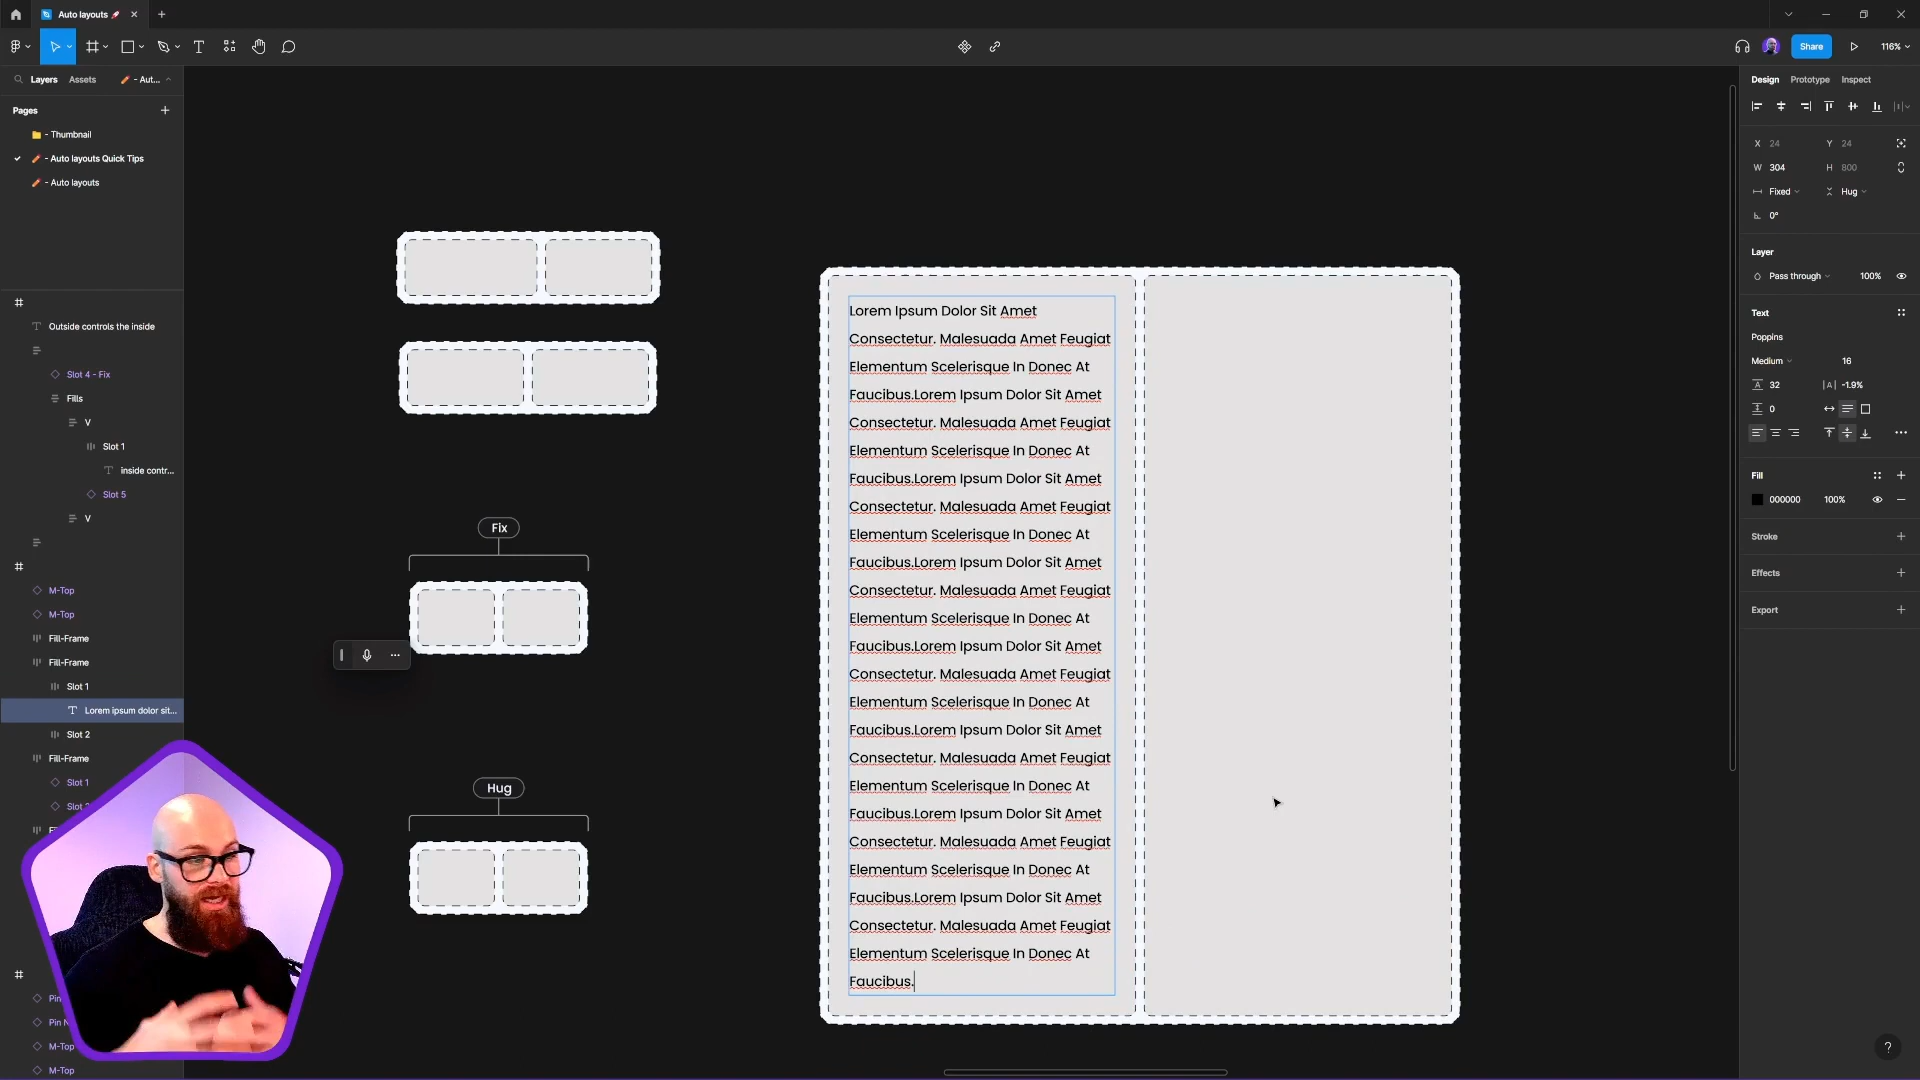 Auto layouts
Share
116%
Layers
Assets
- Aut...
Design
Prototype
Inspect
Pages
- Thumbnail
- Auto layouts Quick Tips
- Auto layouts
X 24
Y 24
W 304
H 800
Fixed
Hug
0°
Layer
Pass through
100%
Text
Poppins
Medium
16
32
-1.9%
0
Fill
000000
100%
Stroke
Effects
Export
Outside controls the inside
Slot 4 - Fix
Fills
V
Slot 1
inside contr...
Slot 5
V
M-Top
M-Top
Fill-Frame
Fill-Frame
Slot 1
Lorem ipsum dolor sit...
Slot 2
Fill-Frame
Slot 1
Slot
Pin
Pin
M-Top
M-Top
Fix
Hug
Lorem Ipsum Dolor Sit Amet
Consectetur. Malesuada Amet Feugiat
Elementum Scelerisque In Donec At
Faucibus.Lorem Ipsum Dolor Sit Amet
Consectetur. Malesuada Amet Feugiat
Elementum Scelerisque In Donec At
Faucibus.Lorem Ipsum Dolor Sit Amet
Consectetur. Malesuada Amet Feugiat
Elementum Scelerisque In Donec At
Faucibus.Lorem Ipsum Dolor Sit Amet
Consectetur. Malesuada Amet Feugiat
Elementum Scelerisque In Donec At
Faucibus.Lorem Ipsum Dolor Sit Amet
Consectetur. Malesuada Amet Feugiat
Elementum Scelerisque In Donec At
Faucibus.Lorem Ipsum Dolor Sit Amet
Consectetur. Malesuada Amet Feugiat
Elementum Scelerisque In Donec At
Faucibus.Lorem Ipsum Dolor Sit Amet
Consectetur. Malesuada Amet Feugiat
Elementum Scelerisque In Donec At
Faucibus.Lorem Ipsum Dolor Sit Amet
Consectetur. Malesuada Amet Feugiat
Elementum Scelerisque In Donec At
Faucibus.
?